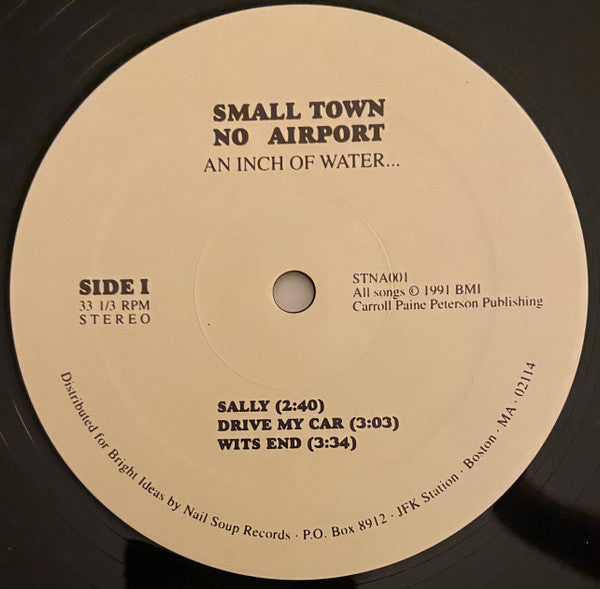 SMALL TOWN
NO AIRPORT
AN INCH OF WATER...
SIDE I
33 1/3 RPM
STEREO
STNA001
All songs © 1991 BMI
Carroll Paine Peterson Publishing
SALLY (2:40)
DRIVE MY CAR (3:03)
WITS END (3:34)
Distributed for Bright Ideas by Nail Soup Records · P.O. Box 8912 · JFK Station · Boston · MA · 02114